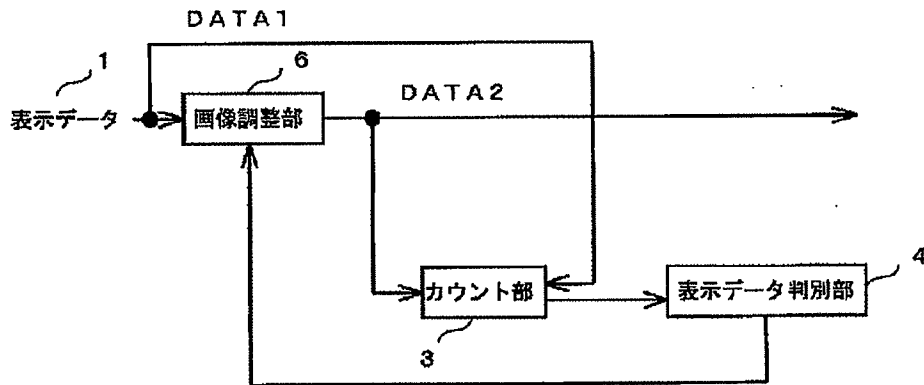 ＤＡＴＡ１
１
６
表示データ
画像調整部
ＤＡＴＡ２
カウント部
３
表示データ判別部
４